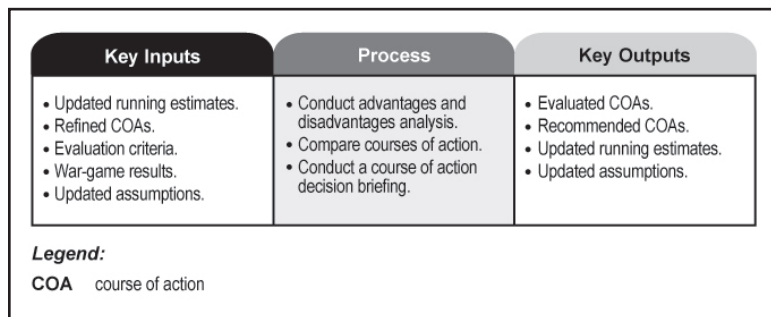 Key Inputs
Process
Key Outputs
• Updated running estimates.
• Refined COAs.
• Evaluation criteria.
• War-game results.
• Updated assumptions.
• Conduct advantages and
disadvantages analysis.
• Compare courses of action.
• Conduct a course of action
decision briefing.
• Evaluated COAs.
• Recommended COAs.
• Updated running estimates.
• Updated assumptions.
Legend:
COA course of action